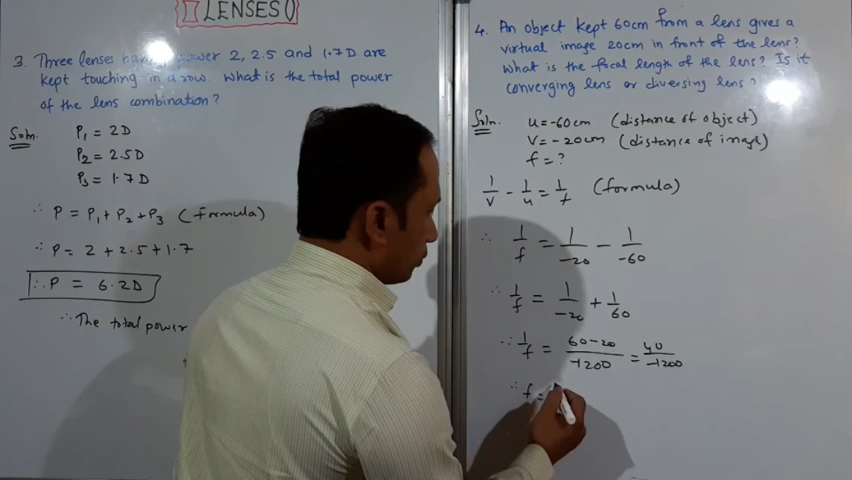 LENSES()
3 Three lenses power 2, 2.5 and 1.7D are
kept touching in a row. What is the total power
of the lens combination?
Soln.
P₁ = 2D
P₂ = 2.5D
P₃ = 1.7D
∴ P = P₁ + P₂ + P₃ (formula)
∴ P = 2 + 2.5 + 1.7
∴ P = 6.2D
∴ The total power
4. An object kept 60cm from a lens gives a
virtual image 20cm in front of the lens?
What is the focal length of the lens? Is it
converging lens or diversing lens?
Soln.
u = -60cm (distance of object)
v = -20cm (distance of image)
f = ?
1/v - 1/u = 1/f (formula)
∴ 1/f = 1/-20 - 1/-60
∴ 1/f = 1/-20 + 1/60
∴ 1/f = 60-20/-1200 = 40/-1200
∴ f =